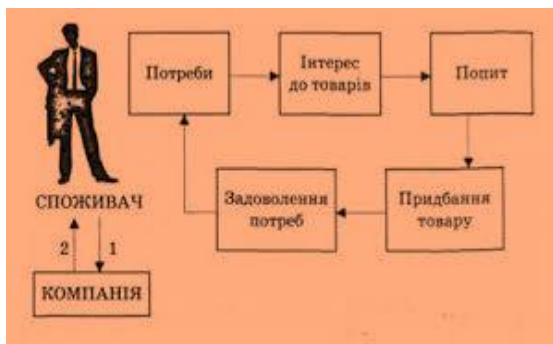 Потреби
Інтерес
до товарів
Попит
СПОЖИВАЧ
Задоволення
потреб
Придбання
товару
2
1
КОМПАНІЯ